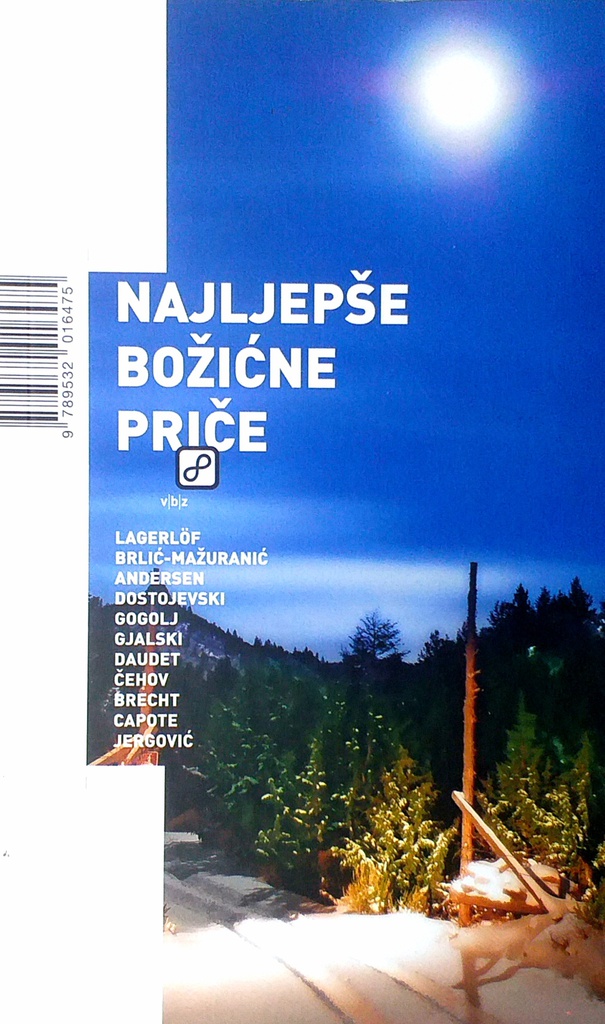 NAJLJEPŠE
BOŽIĆNE
PRIČE
v|b|z
LAGERLÖF
BRLIĆ-MAŽURANIĆ
ANDERSEN
DOSTOJEVSKI
GOGOLJ
GJALSKI
DAUDET
ČEHOV
BRECHT
CAPOTE
JERGOVIĆ
9 789532 016475